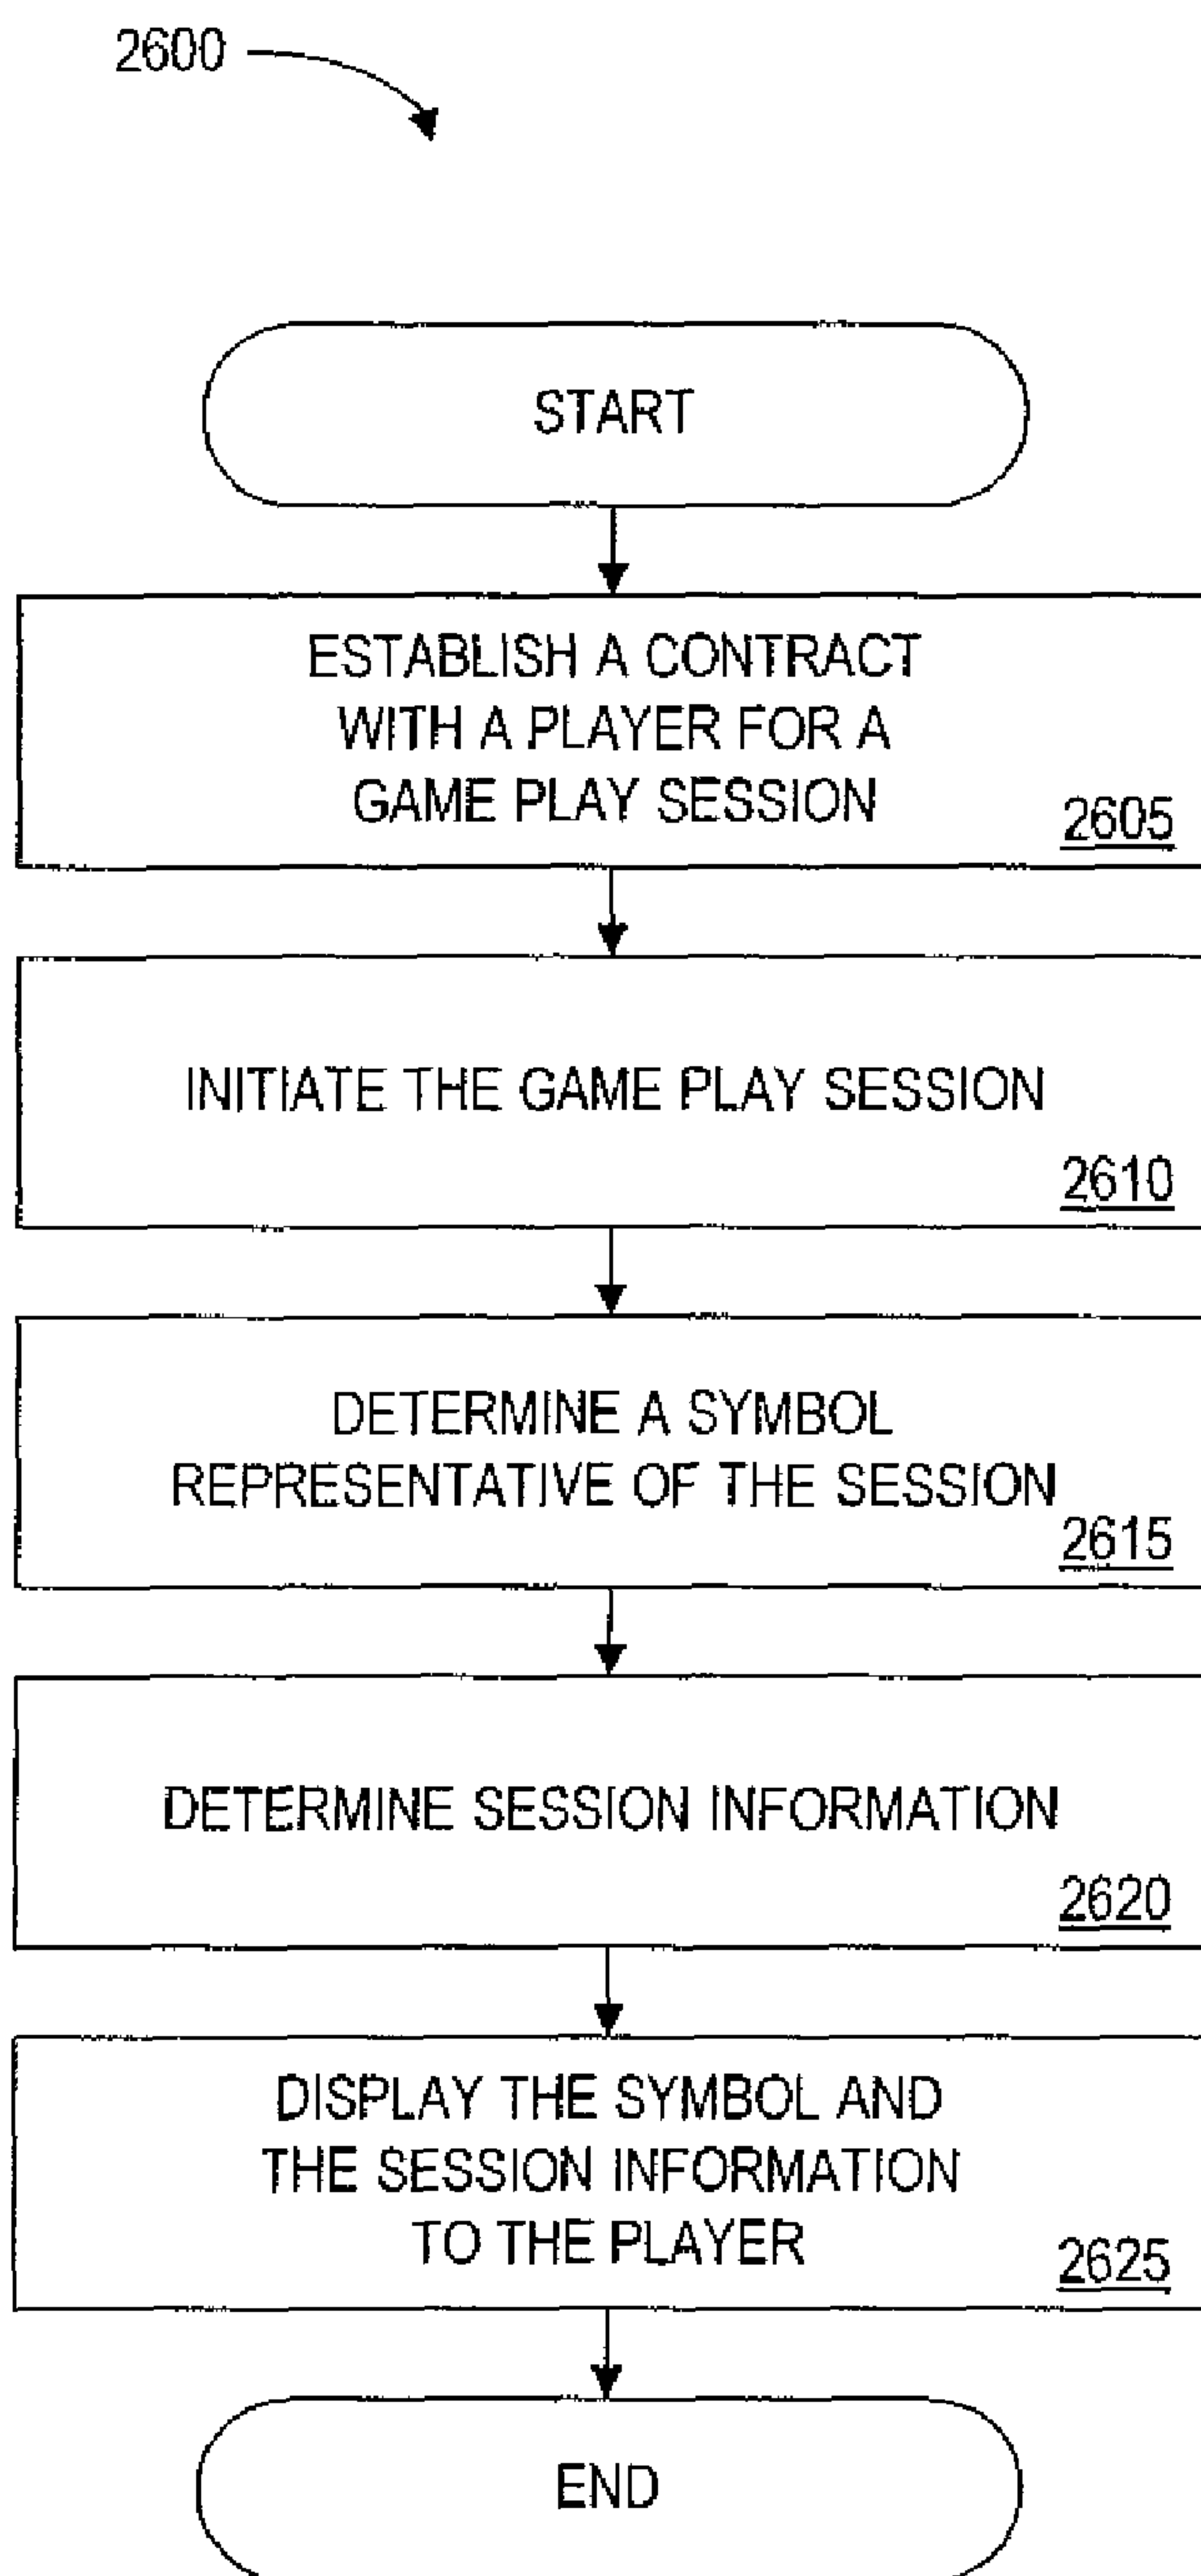 2600
START
ESTABLISH A CONTRACT
WITH A PLAYER FOR A
GAME PLAY SESSION
2605
INITIATE THE GAME PLAY SESSION
2610
DETERMINE A SYMBOL
REPRESENTATIVE OF THE SESSION
2615
DETERMINE SESSION INFORMATION
2620
DISPLAY THE SYMBOL AND
THE SESSION INFORMATION
TO THE PLAYER
2625
END